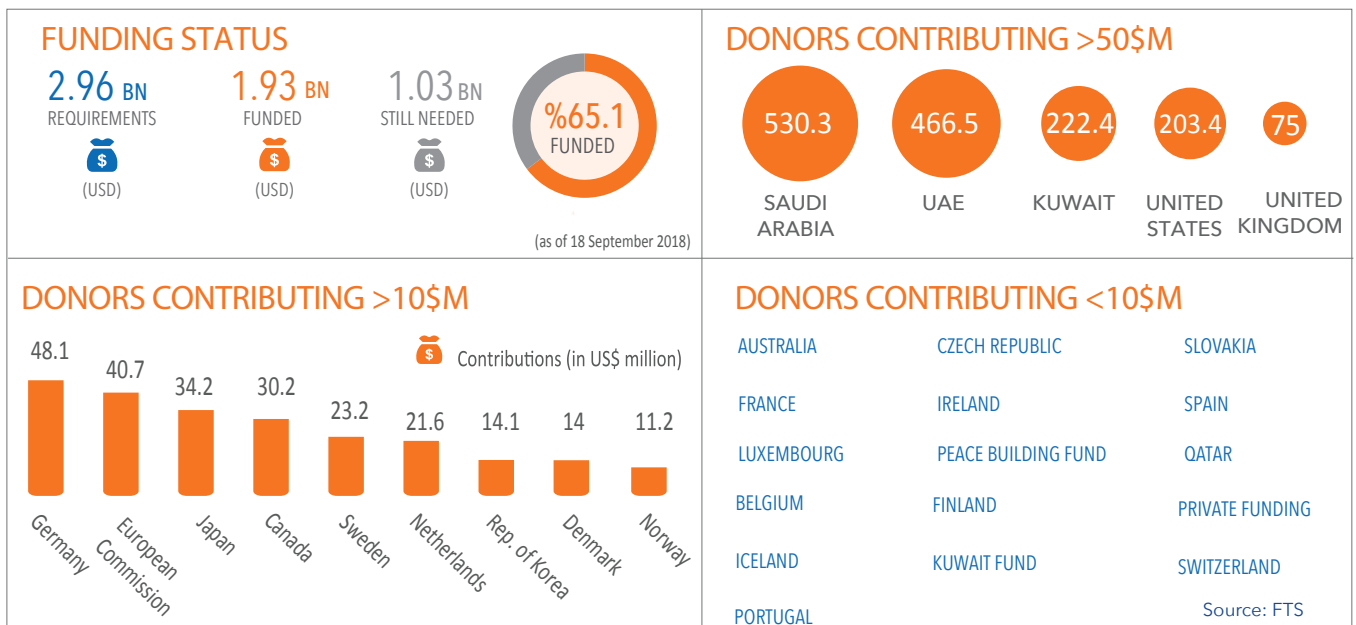 FUNDING STATUS
2.96 BN
REQUIREMENTS
$
(USD)
1.93 BN
FUNDED
$
(USD)
1.03 BN
STILL NEEDED
$
(USD)
%65.1
FUNDED
(as of 18 September 2018)
DONORS CONTRIBUTING >50$M
530.3
SAUDI
ARABIA
466.5
UAE
222.4
KUWAIT
203.4
UNITED
STATES
75
UNITED
KINGDOM
DONORS CONTRIBUTING >10$M
$
Contributions (in US$ million)
48.1
Germany
40.7
European
Commission
34.2
Japan
30.2
Canada
23.2
Sweden
21.6
Netherlands
14.1
Rep. of Korea
14
Denmark
11.2
Norway
DONORS CONTRIBUTING <10$M
AUSTRALIA
FRANCE
LUXEMBOURG
BELGIUM
ICELAND
PORTUGAL
CZECH REPUBLIC
IRELAND
PEACE BUILDING FUND
FINLAND
KUWAIT FUND
SLOVAKIA
SPAIN
QATAR
PRIVATE FUNDING
SWITZERLAND
Source: FTS